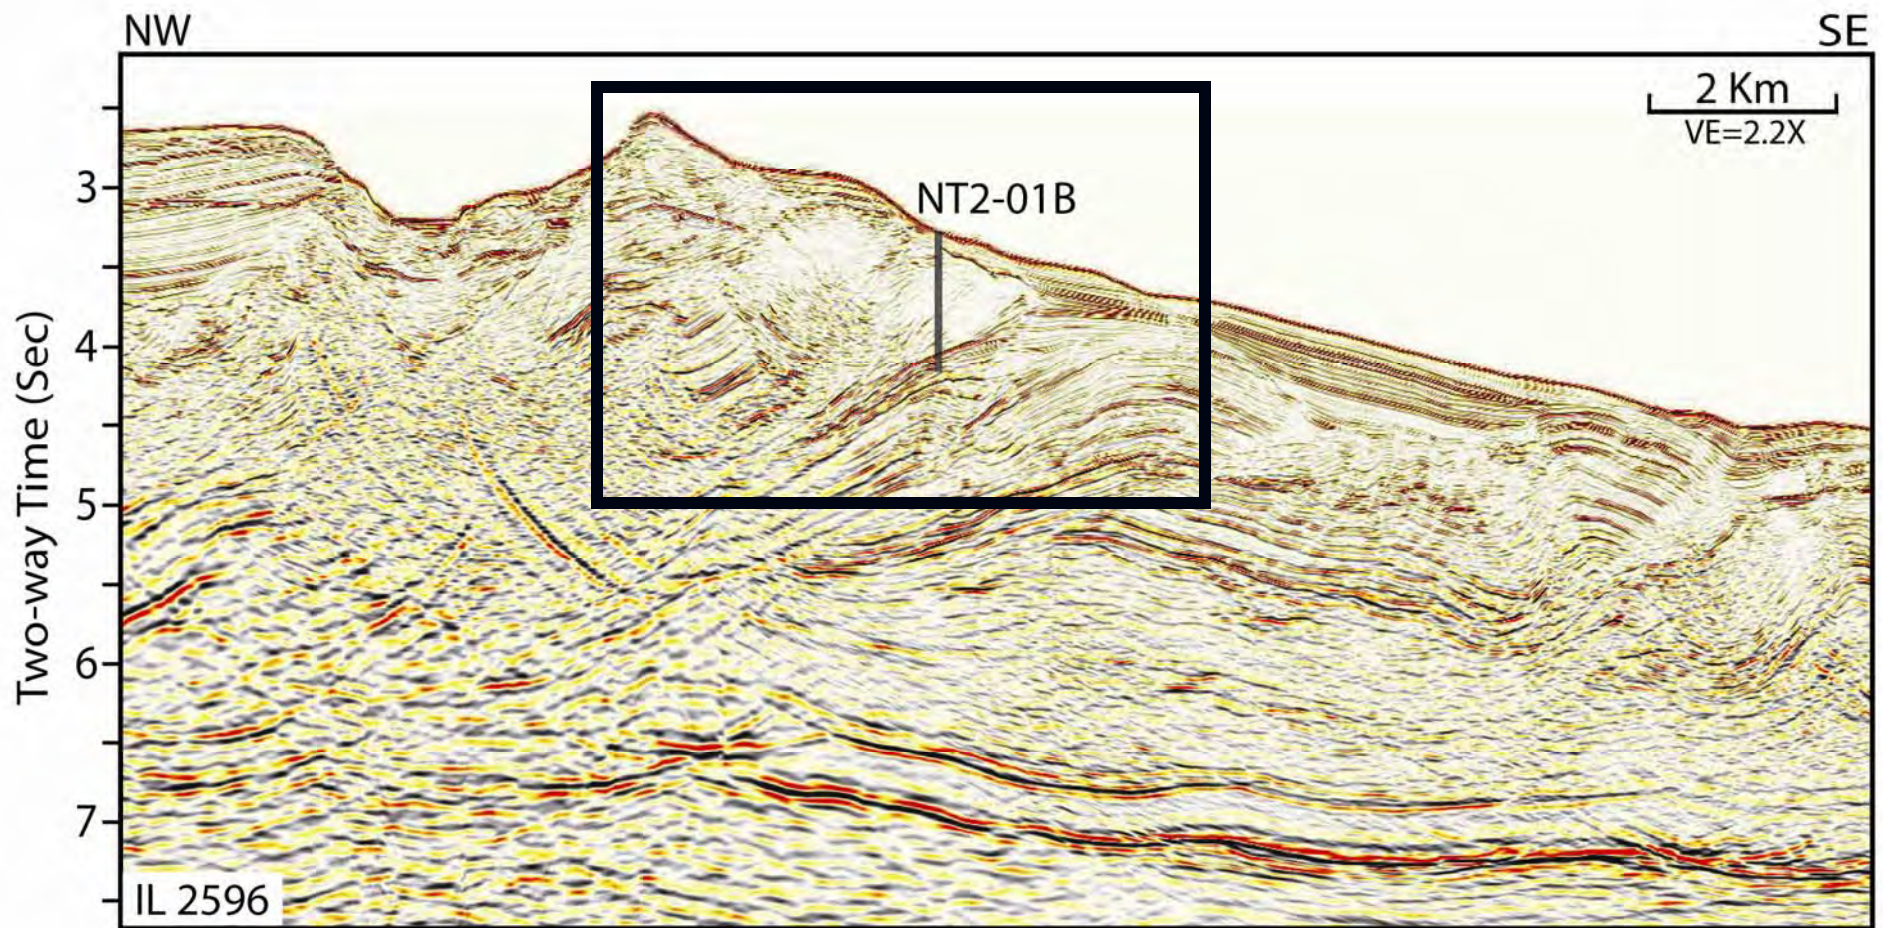 NW
SE
2 Km
VE=2.2X
NT2-01B
3
4
5
6
7
Two-way Time (Sec)
IL 2596